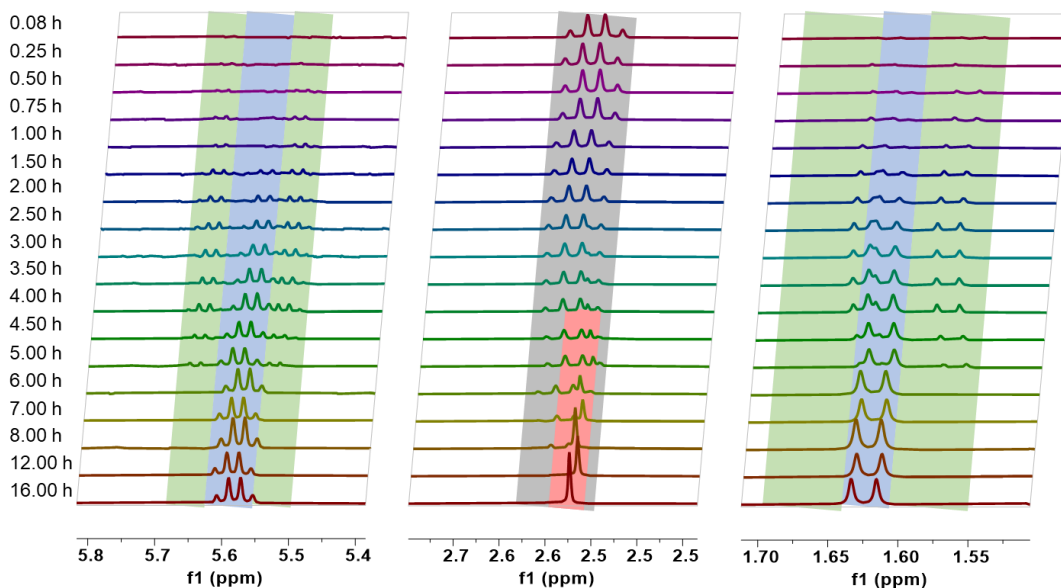 0.08 h
0.25 h
0.50 h
0.75 h
1.00 h
1.50 h
2.00 h
2.50 h
3.00 h
3.50 h
4.00 h
4.50 h
5.00 h
6.00 h
7.00 h
8.00 h
12.00 h
16.00 h
5.8 5.7 5.6 5.5 5.4
f1 (ppm)
2.7 2.6 2.5 2.5
f1 (ppm)
1.70 1.65 1.60 1.55
f1 (ppm)